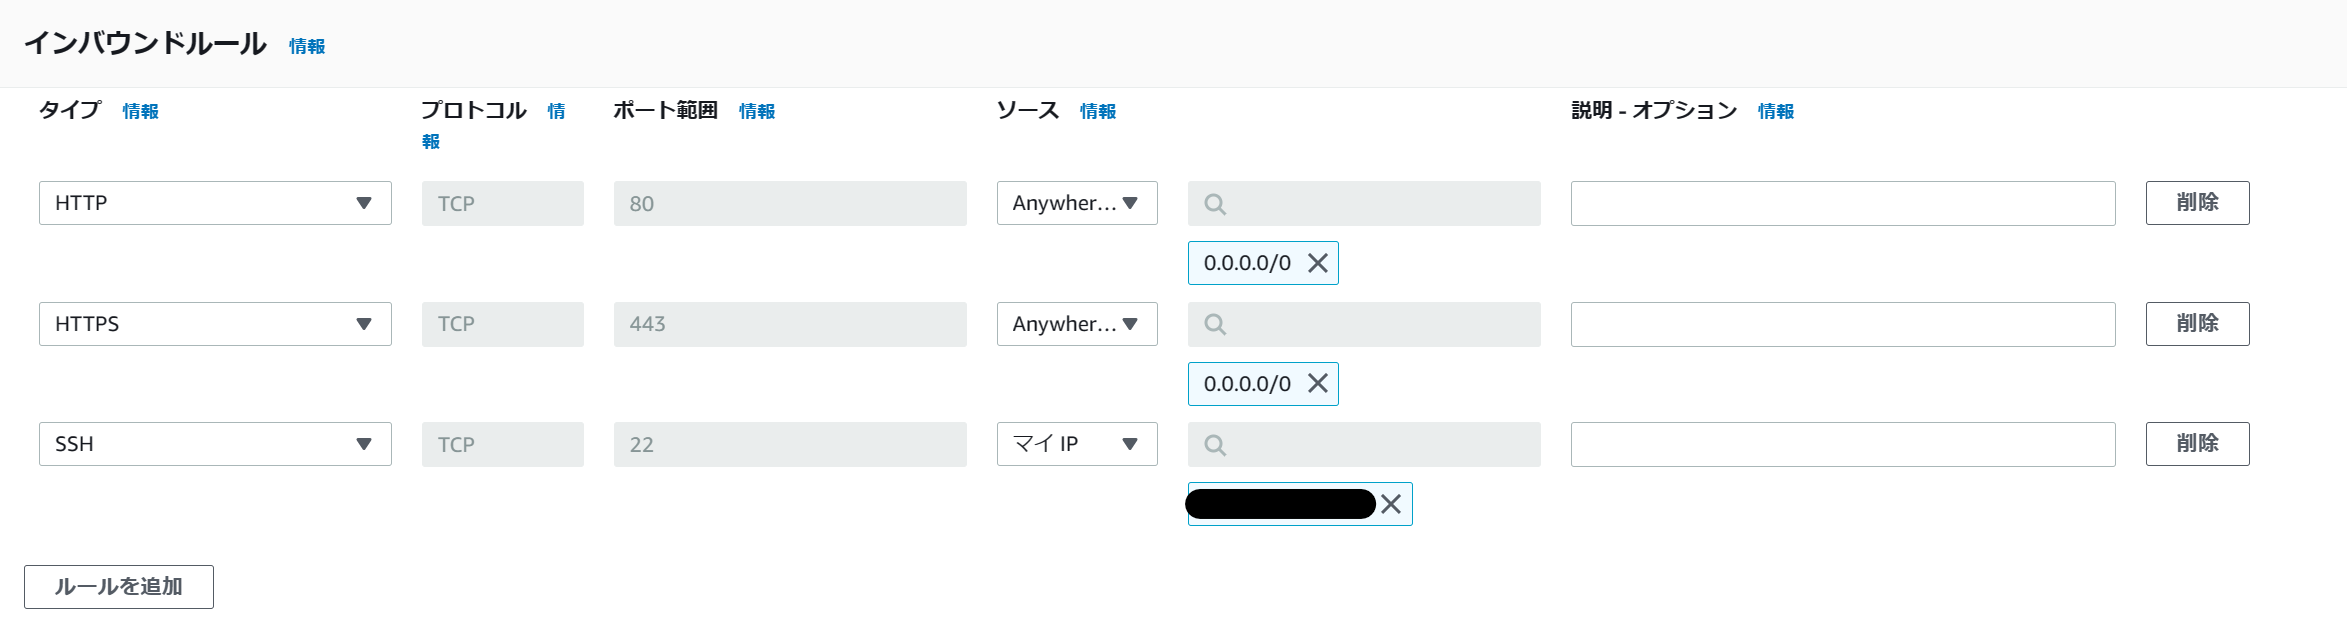 インバウンドルール 情報
タイプ 情報 プロトコル 情報 ポート範囲 情報 ソース 情報 説明 - オプション 情報
HTTP TCP 80 Anywher... 削除
0.0.0.0/0
HTTPS TCP 443 Anywher... 削除
0.0.0.0/0
SSH TCP 22 マイ IP 削除
ルールを追加